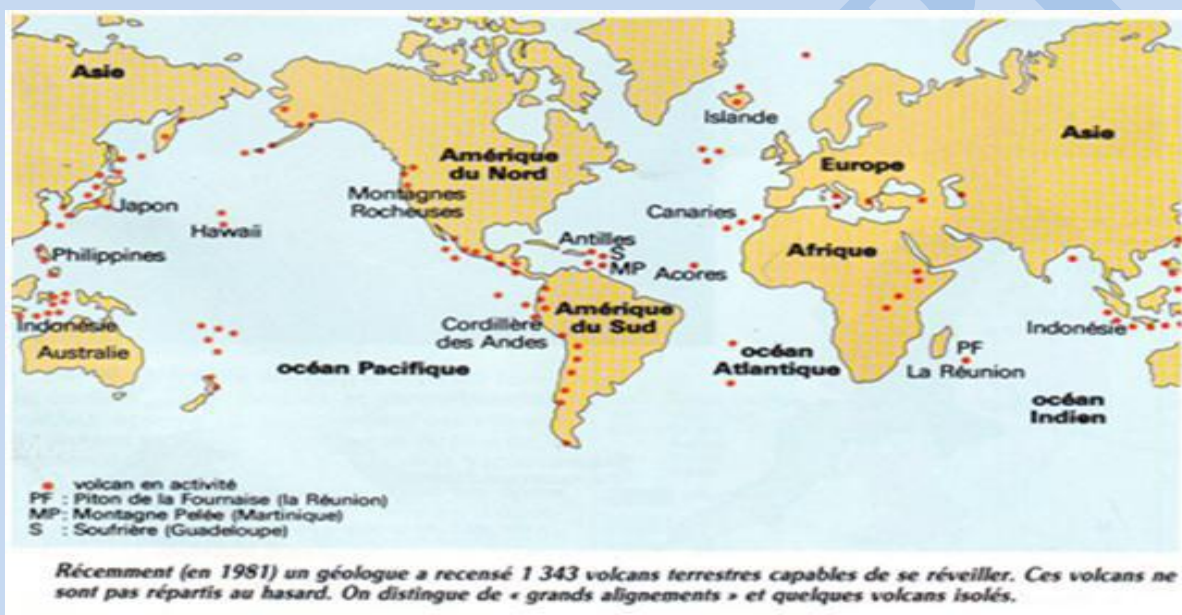 Asie
Islande
Asie
Amérique
du Nord
Europe
Montagnes
Rocheuses
Japon
Hawaii
Canaries
Antilles
S
MP
Acores
Afrique
Philippines
Indonésie
Australie
Cordillère
des Andes
Amérique
du Sud
océan Pacifique
océan
Atlantique
PF
La Réunion
Indonésie
océan
Indien
volcan en activité
PF : Piton de la Fournaise (la Réunion)
MP: Montagne Pelée (Martinique)
S : Soufrière (Guadeloupe)
Récemment (en 1981) un géologue a recensé 1 343 volcans terrestres capables de se réveiller. Ces volcans ne
sont pas répartis au hasard. On distingue de « grands alignements » et quelques volcans isolés.